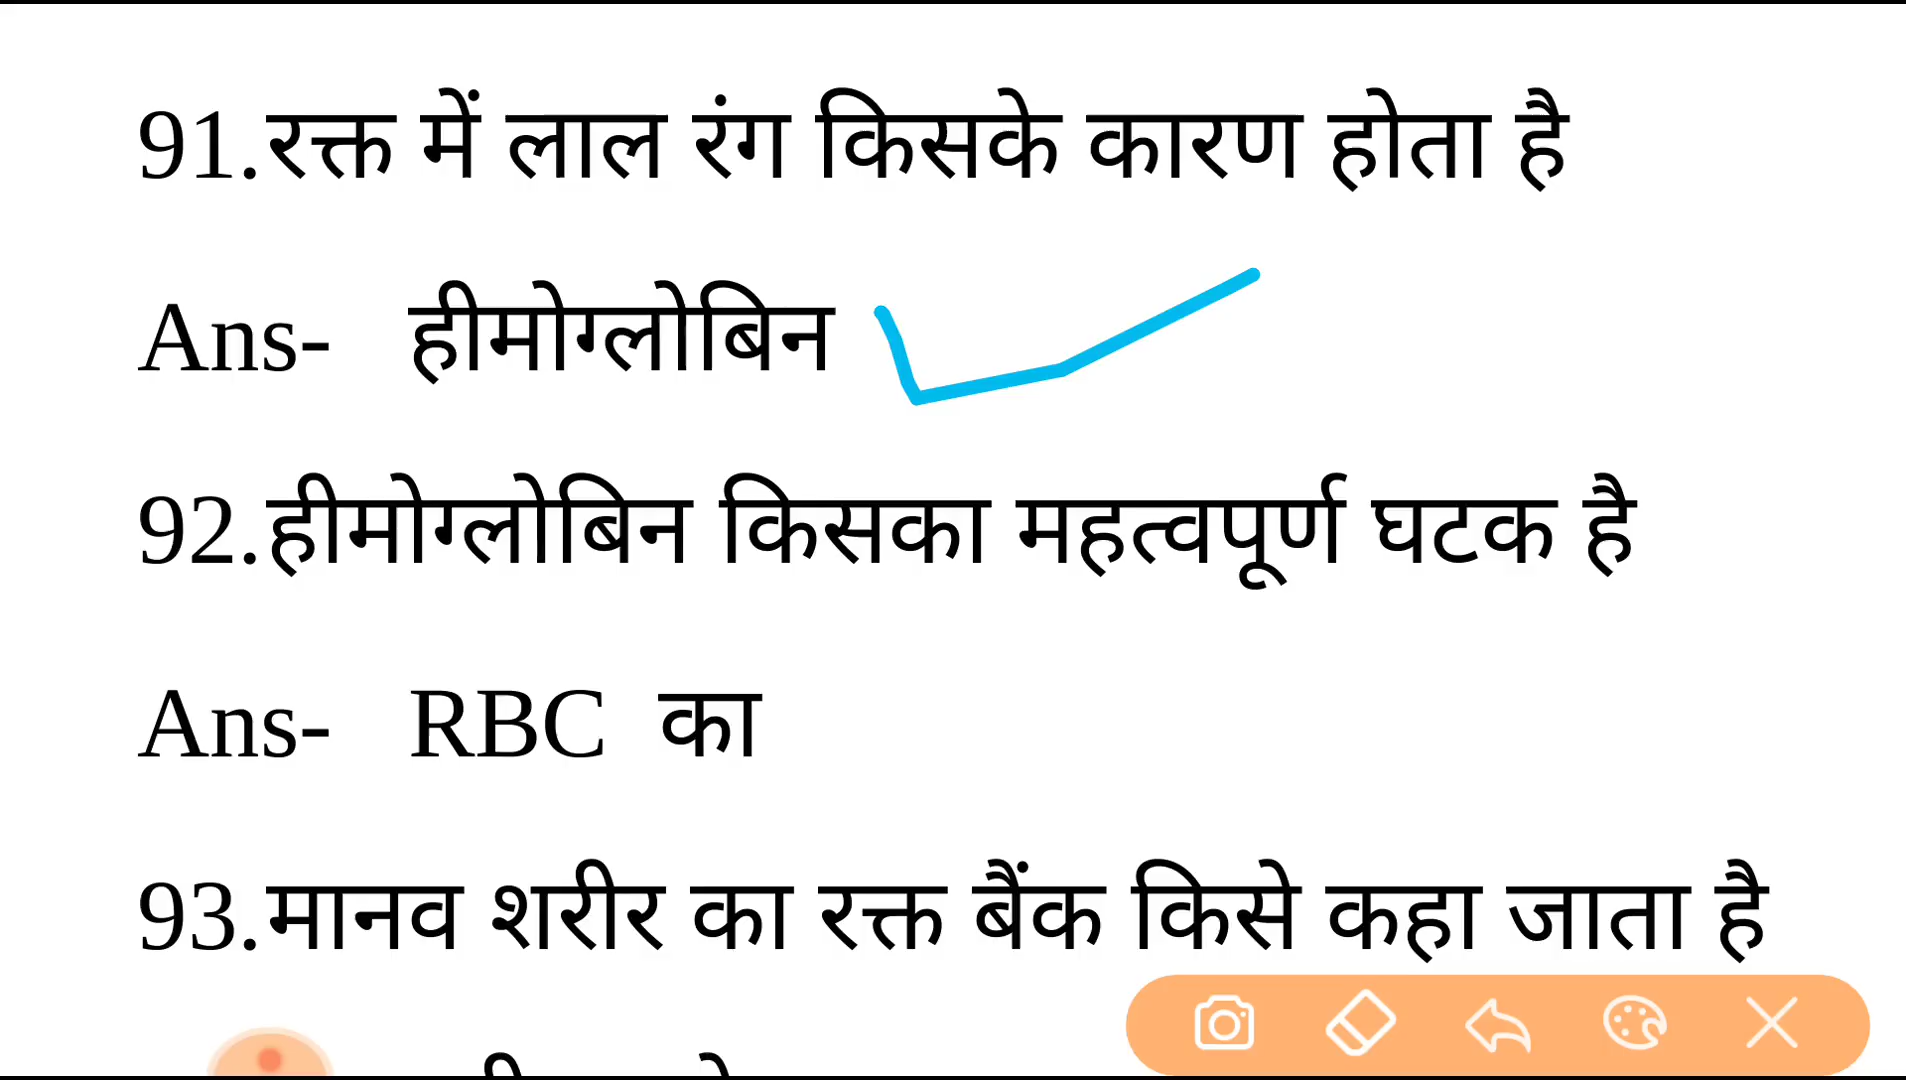 91.रक्त में लाल रंग किसके कारण होता है
Ans- हीमोग्लोबिन
92.हीमोग्लोबिन किसका महत्वपूर्ण घटक है
Ans- RBC का
93.मानव शरीर का रक्त बैंक किसे कहा जाता है